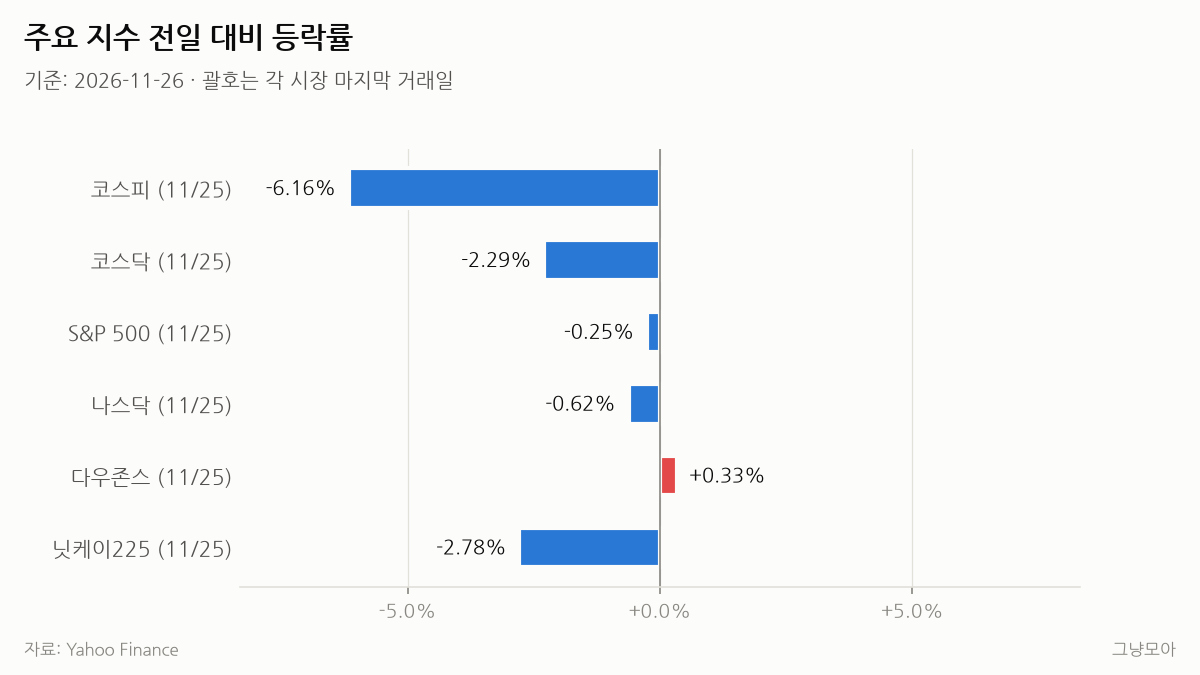 주요 지수 전일 대비 등락률
기준: 2026-11-26 · 괄호는 각 시장 마지막 거래일
코스피 (11/25) -6.16%
코스닥 (11/25) -2.29%
S&P 500 (11/25) -0.25%
나스닥 (11/25) -0.62%
다우존스 (11/25) +0.33%
닛케이225 (11/25) -2.78%
-5.0% +0.0% +5.0%
자료: Yahoo Finance 그냥모아